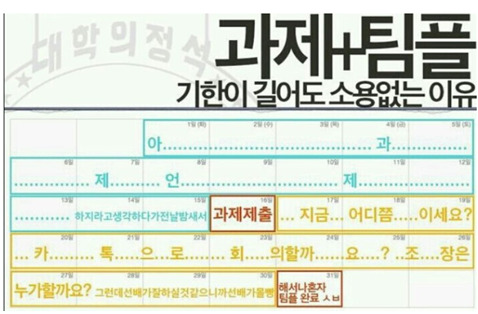 대학의정석
과제+팀플
기한이 길어도 소용없는 이유
1일 (화) 2일 (수) 3일 (목) 4일 (금) 5일 (토)
아........................................과..............
6일 7일 8일 9일 10일 11일 12일
..............제.........언............................제...................
13일 14일 15일 16일 17일 18일 19일
............ 하지라고생각하다가전날밤새서 과제제출 ... 지금... 어디쯤.....이세요?
20일 21일 22일 23일 24일 25일 26일
... 카 .. 톡 ... 으 .. 로 ..... 회 ... 의할까 .... 요 .... ? .. 조 .. 장은
27일 28일 29일 30일 31일
누가할까요? 그런데선배가잘하실것같으니까선배가 해서나혼자
팀플 완료 ㅅㅂ